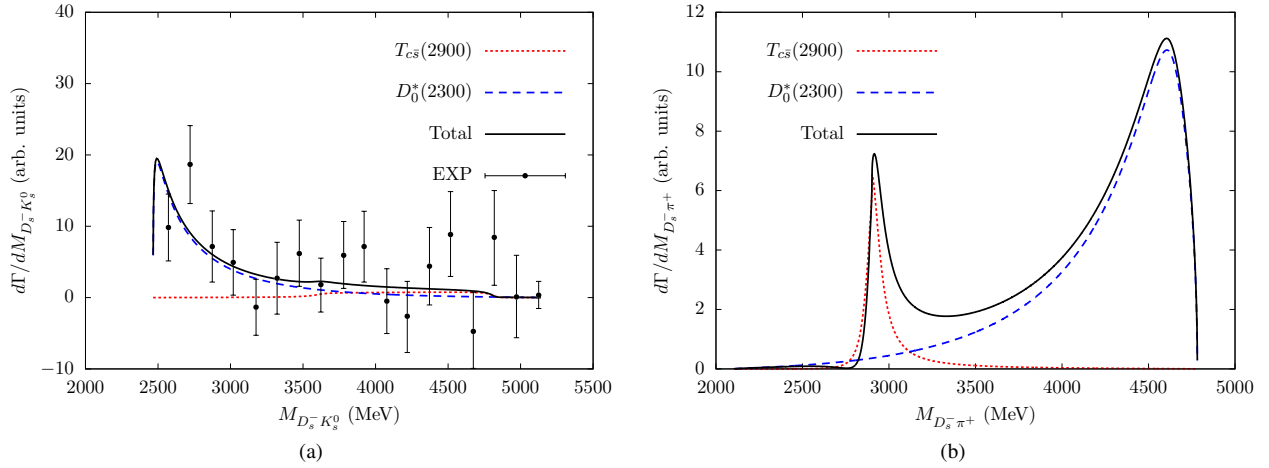 40
30
20
10
0
−10
2000 2500 3000 3500 4000 4500 5000 5500
dΓ/dM_{D_s^- K_s^0} (arb. units)
M_{D_s^- K_s^0} (MeV)
T_{cs̄}(2900)
D_0^*(2300)
Total
EXP
(a)
12
10
8
6
4
2
0
2000 2500 3000 3500 4000 4500 5000
dΓ/dM_{D_s^- π^+} (arb. units)
M_{D_s^- π^+} (MeV)
T_{cs̄}(2900)
D_0^*(2300)
Total
(b)